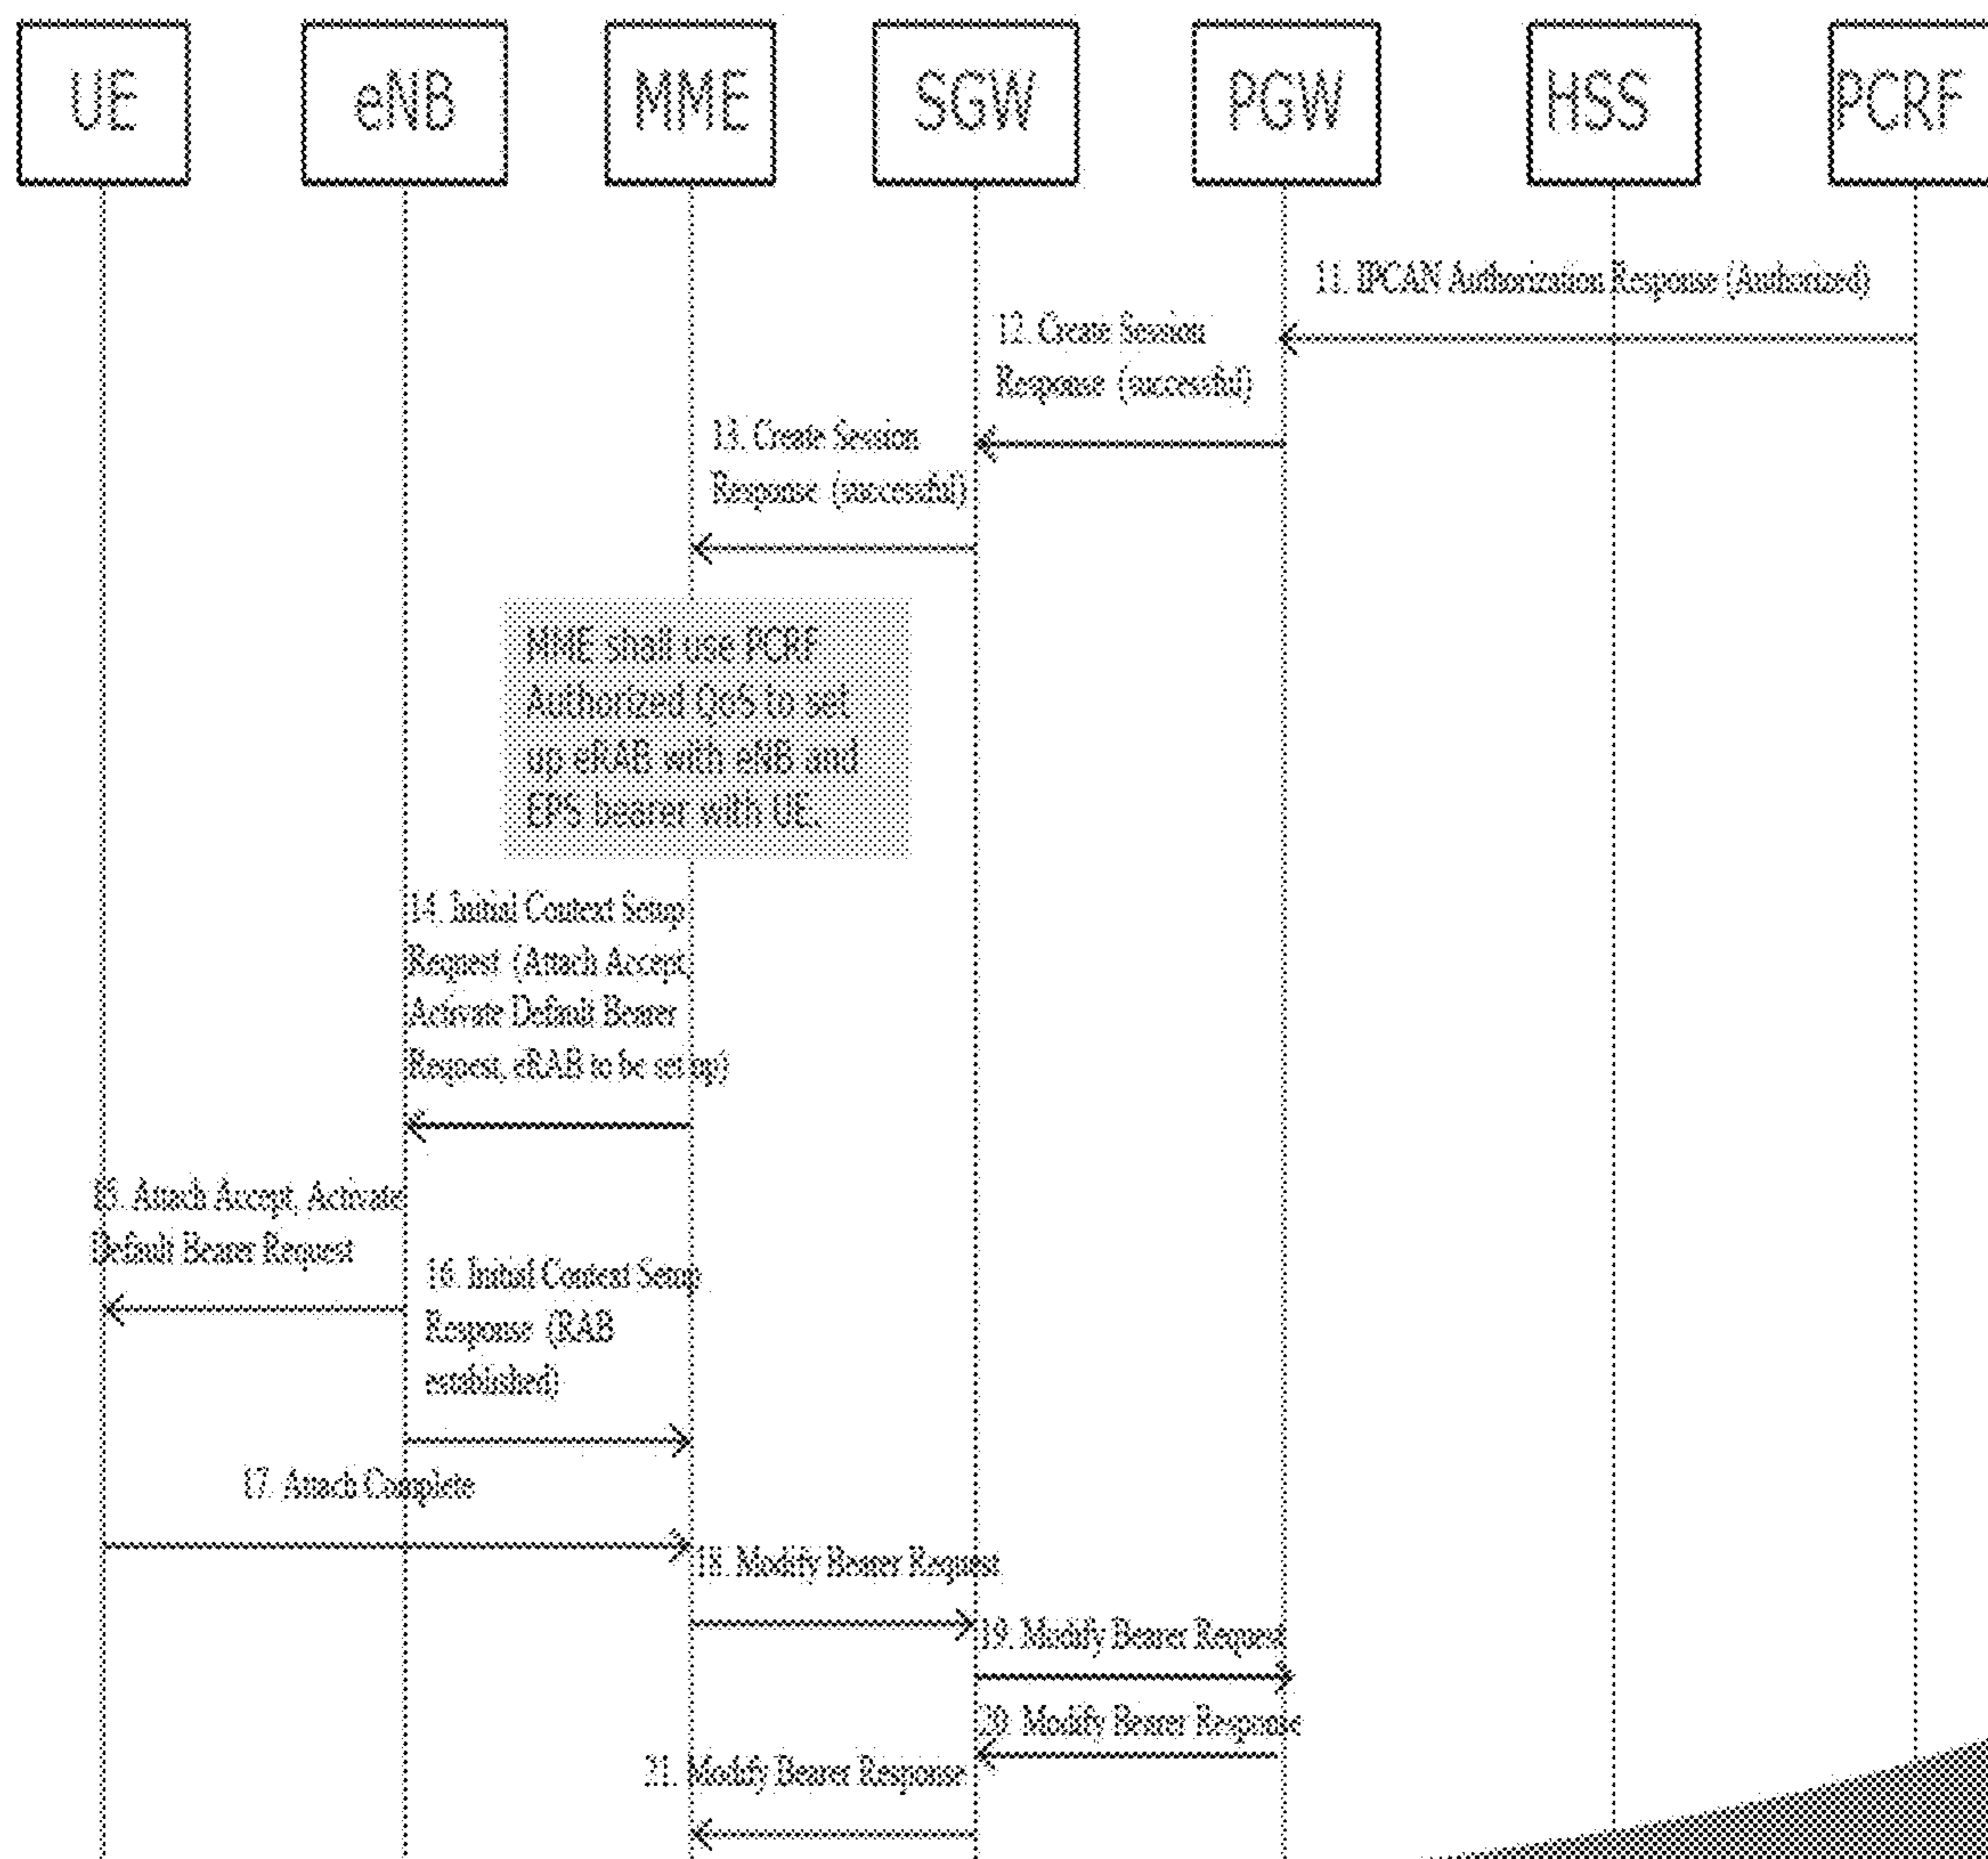 UE
eNB
MME
SGW
PGW
HSS
PCRF
11. IPCAN Authorization Response (Authorized)
12. Create Session
Response (successful)
13. Create Session
Response (successful)
MME shall use PCRF
Authorized QoS to set
up eRAB with eNB and
EPS bearer with UE.
14. Initial Context Setup
Request (Attach Accept
Activate Default Bearer
Request, eRAB to be set up)
15. Attach Accept, Activate
Default Bearer Request
16. Initial Context Setup
Response (RAB
established)
17. Attach Complete
18. Modify Bearer Request
19. Modify Bearer Request
20. Modify Bearer Response
21. Modify Bearer Response